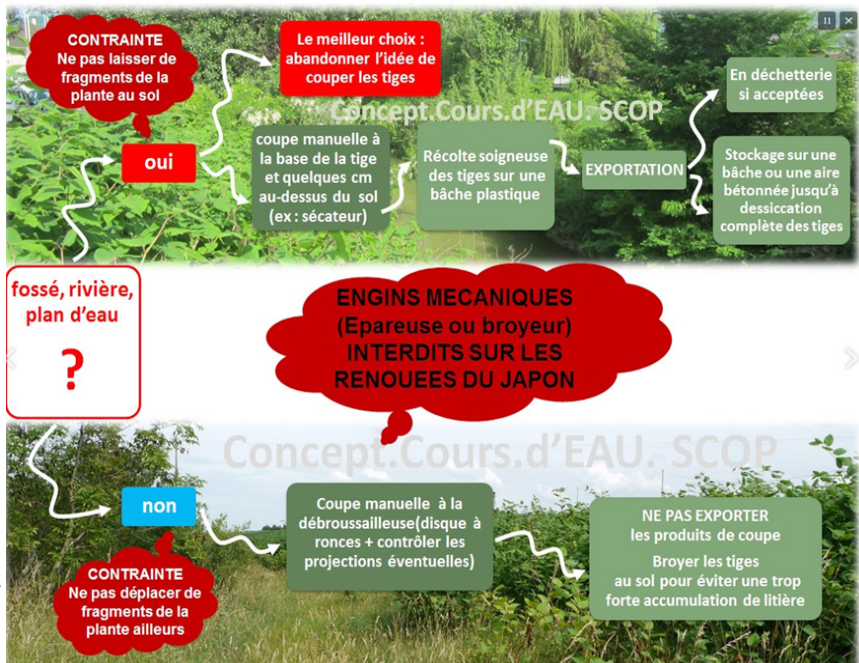 CONTRAINTE
Ne pas laisser de
fragments de la
plante au sol
Le meilleur choix :
abandonner l'idée de
couper les tiges
Concept.Cours.d'EAU. SCOP
En déchetterie
si acceptées
oui
coupe manuelle à
la base de la tige
et quelques cm
au-dessus du sol
(ex : sécateur)
Récolte soigneuse
des tiges sur une
bâche plastique
EXPORTATION
Stockage sur une
bâche ou une aire
bétonnée jusqu'à
dessiccation
complète des tiges
fossé, rivière,
plan d'eau
?
ENGINS MECANIQUES
(Epareuse ou broyeur)
INTERDITS SUR LES
RENOUEES DU JAPON
Concept.Cours.d'EAU. SCOP
non
Coupe manuelle à la
débroussailleuse(disque à
ronces + contrôler les
projections éventuelles)
NE PAS EXPORTER
les produits de coupe
Broyer les tiges
au sol pour éviter une trop
forte accumulation de litière
CONTRAINTE
Ne pas déplacer de
fragments de la
plante ailleurs